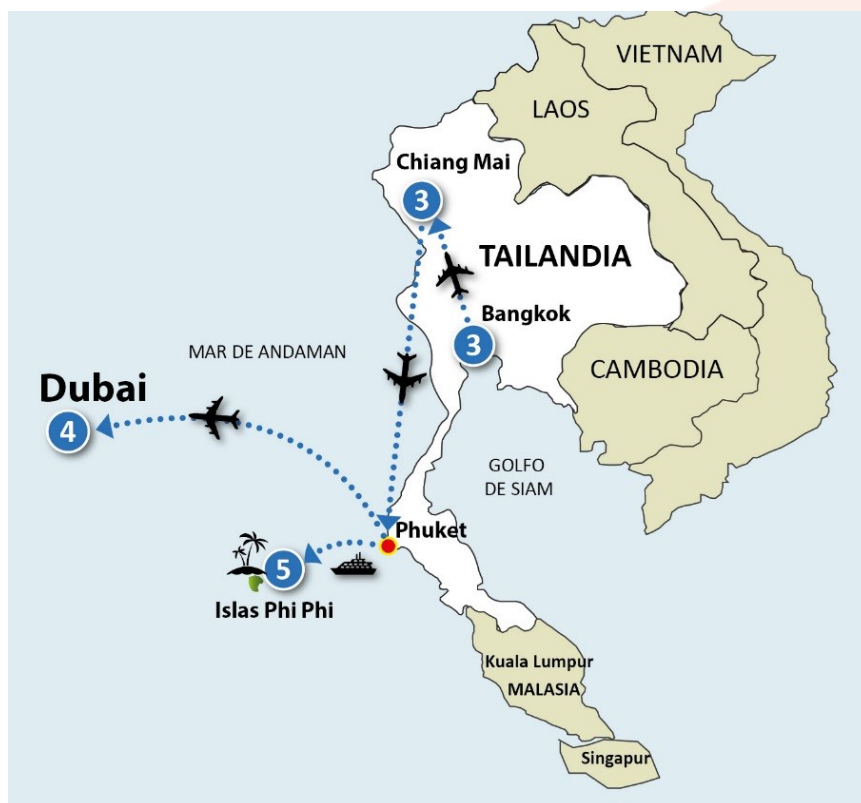 VIETNAM
LAOS
Chiang Mai
3
TAILANDIA
Bangkok
3
MAR DE ANDAMAN
CAMBODIA
Dubai
4
GOLFO
DE SIAM
Phuket
5
Islas Phi Phi
Kuala Lumpur
MALASIA
Singapur